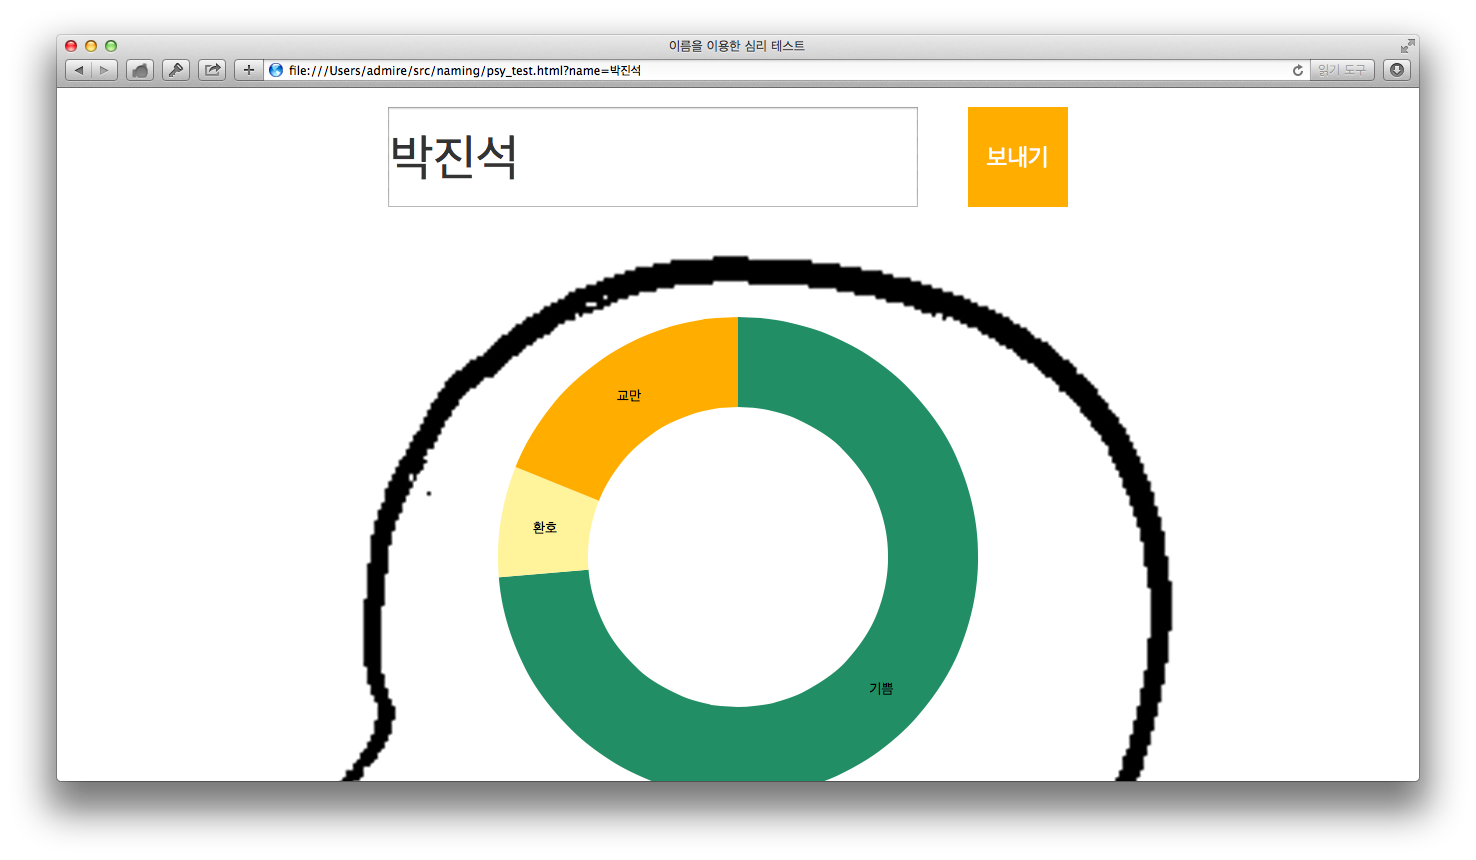 이름을 이용한 심리 테스트
file:///Users/admire/src/naming/psy_test.html?name=박진석
읽기 도구
박진석
보내기
교만
환호
기쁨